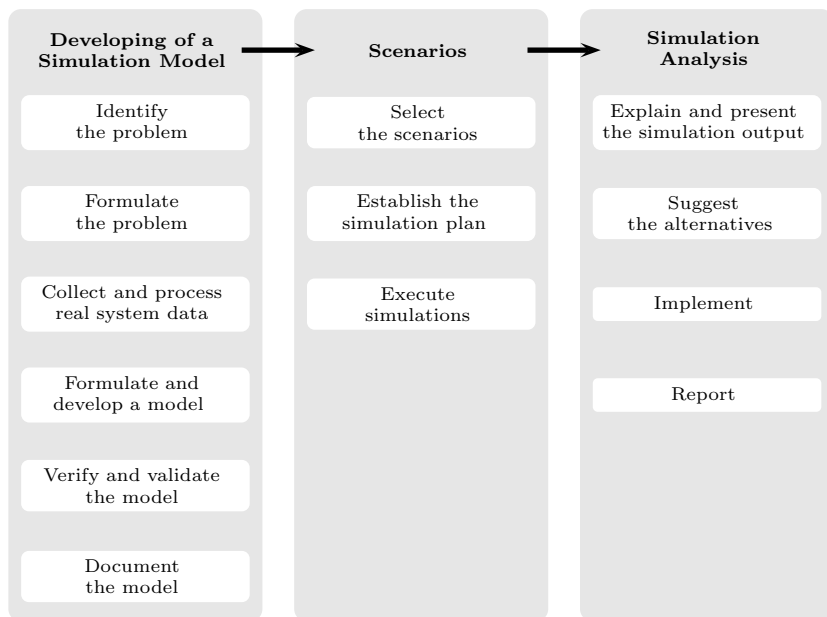 Developing of a
Simulation Model
Identify
the problem
Formulate
the problem
Collect and process
real system data
Formulate and
develop a model
Verify and validate
the model
Document
the model
Scenarios
Select
the scenarios
Establish the
simulation plan
Execute
simulations
Simulation
Analysis
Explain and present
the simulation output
Suggest
the alternatives
Implement
Report